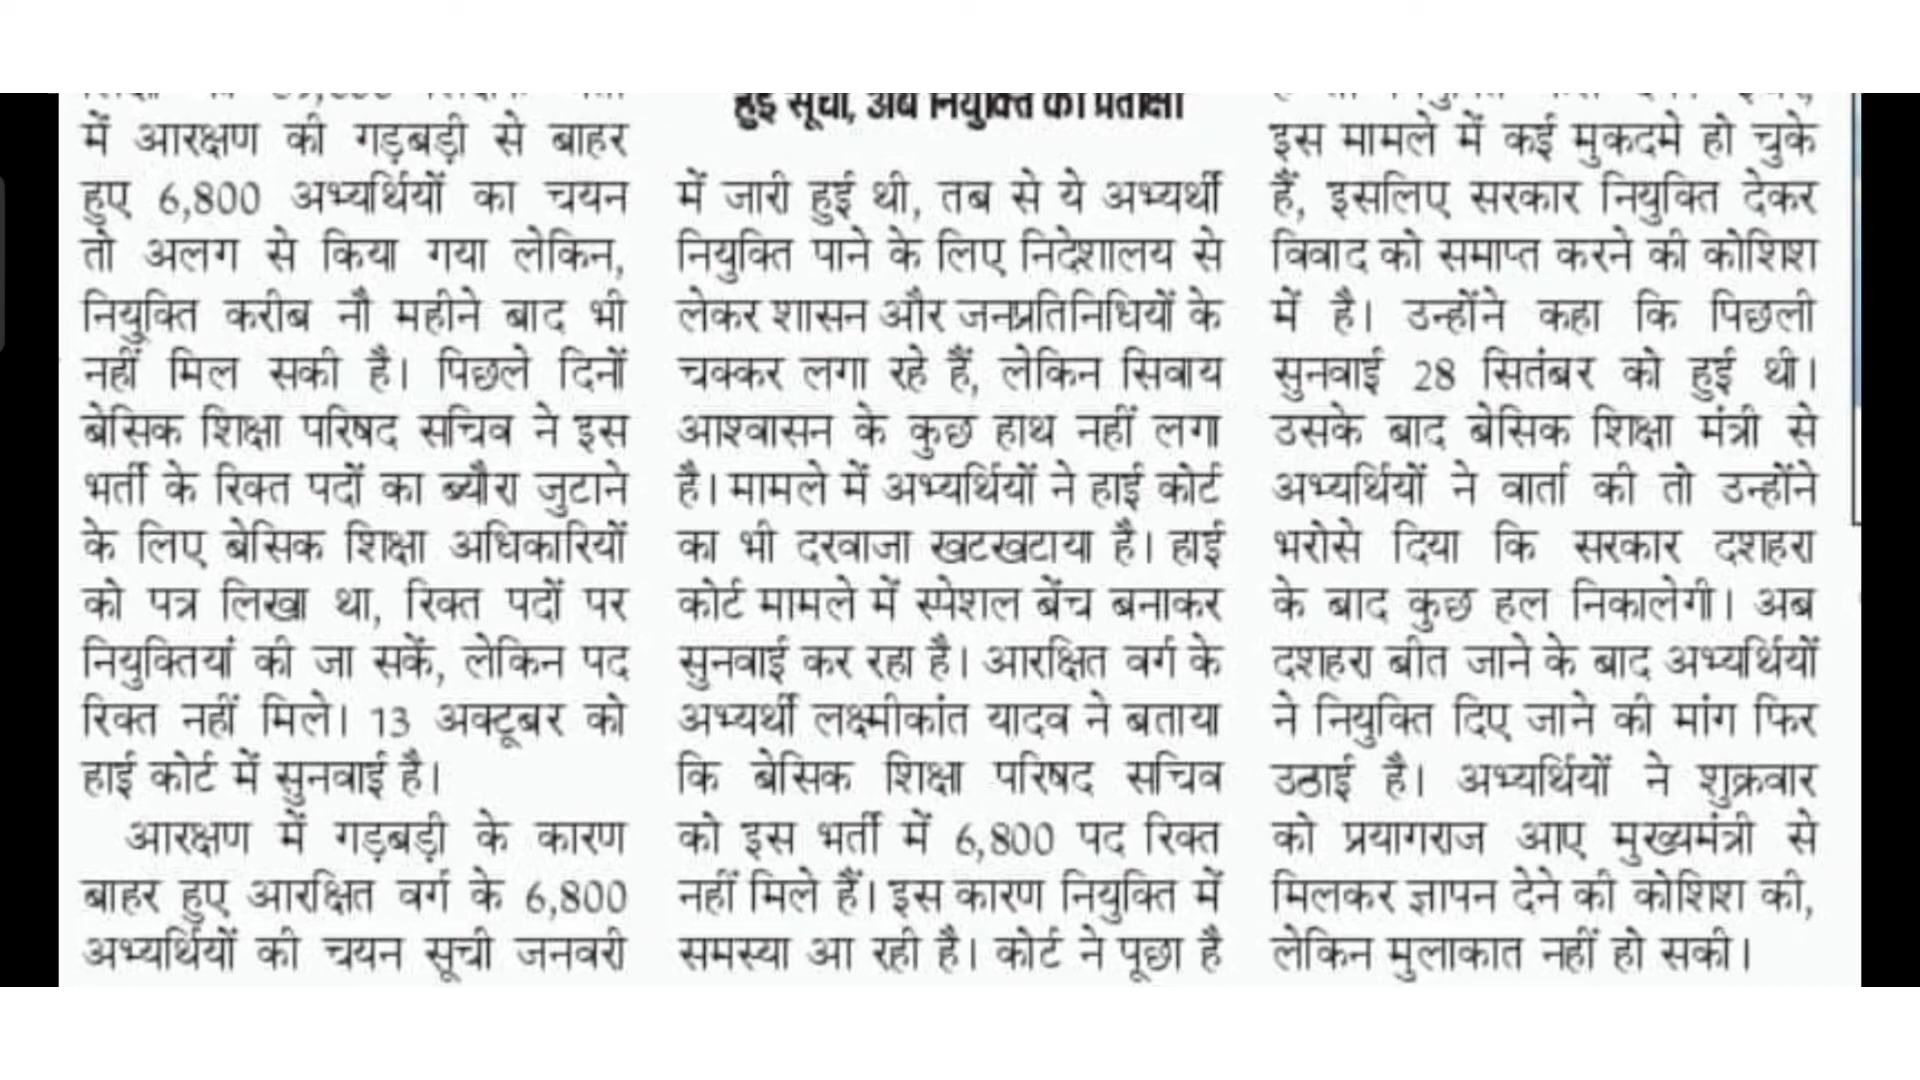 में आरक्षण की गड़बड़ी से बाहर
हुए 6,800 अभ्यर्थियों का चयन
तो अलग से किया गया लेकिन,
नियुक्ति करीब नौ महीने बाद भी
नहीं मिल सकी है। पिछले दिनों
बेसिक शिक्षा परिषद सचिव ने इस
भर्ती के रिक्त पदों का ब्यौरा जुटाने
के लिए बेसिक शिक्षा अधिकारियों
को पत्र लिखा था, रिक्त पदों पर
नियुक्तियां की जा सकें, लेकिन पद
रिक्त नहीं मिले। 13 अक्टूबर को
हाई कोर्ट में सुनवाई है।
आरक्षण में गड़बड़ी के कारण
बाहर हुए आरक्षित वर्ग के 6,800
अभ्यर्थियों की चयन सूची जनवरी
हुई सूची, अब नियुक्ति की प्रतीक्षा
में जारी हुई थी, तब से ये अभ्यर्थी
नियुक्ति पाने के लिए निदेशालय से
लेकर शासन और जनप्रतिनिधियों के
चक्कर लगा रहे हैं, लेकिन सिवाय
आश्वासन के कुछ हाथ नहीं लगा
है। मामले में अभ्यर्थियों ने हाई कोर्ट
का भी दरवाजा खटखटाया है। हाई
कोर्ट मामले में स्पेशल बेंच बनाकर
सुनवाई कर रहा है। आरक्षित वर्ग के
अभ्यर्थी लक्ष्मीकांत यादव ने बताया
कि बेसिक शिक्षा परिषद सचिव
को इस भर्ती में 6,800 पद रिक्त
नहीं मिले हैं। इस कारण नियुक्ति में
समस्या आ रही है। कोर्ट ने पूछा है
इस मामले में कई मुकदमे हो चुके
हैं, इसलिए सरकार नियुक्ति देकर
विवाद को समाप्त करने की कोशिश
में है। उन्होंने कहा कि पिछली
सुनवाई 28 सितंबर को हुई थी।
उसके बाद बेसिक शिक्षा मंत्री से
अभ्यर्थियों ने वार्ता की तो उन्होंने
भरोसे दिया कि सरकार दशहरा
के बाद कुछ हल निकालेगी। अब
दशहरा बीत जाने के बाद अभ्यर्थियों
ने नियुक्ति दिए जाने की मांग फिर
उठाई है। अभ्यर्थियों ने शुक्रवार
को प्रयागराज आए मुख्यमंत्री से
मिलकर ज्ञापन देने की कोशिश की,
लेकिन मुलाकात नहीं हो सकी।